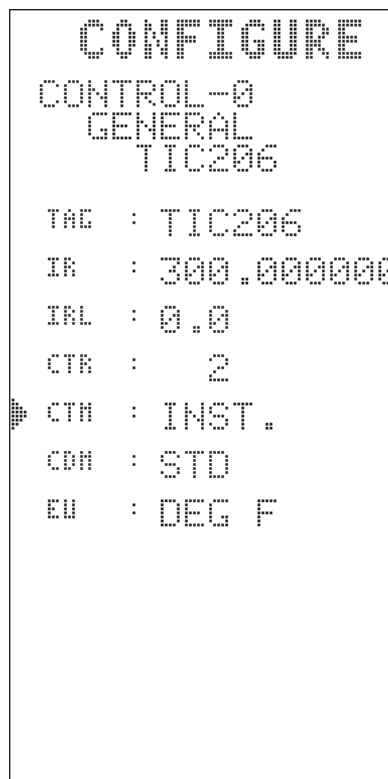 CONFIGURE
CONTROL-0
GENERAL
TIC206
TAG : TIC206
IR : 300.000000
IRL : 0.0
CTR : 2
CTM : INST.
CDM : STD
EU : DEG F